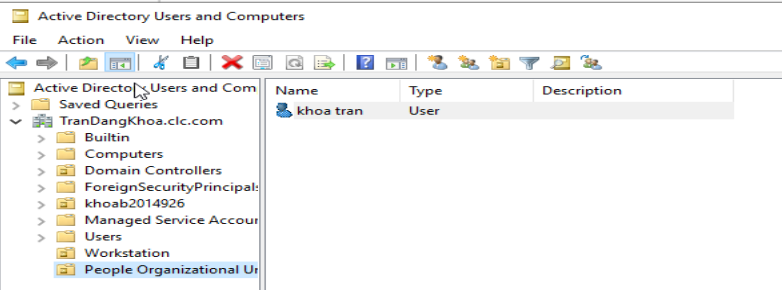 Active Directory Users and Computers
File Action View Help
Active Directory Users and Com
Saved Queries
TranDangKhoa.clc.com
Builtin
Computers
Domain Controllers
ForeignSecurityPrincipals
khoab2014926
Managed Service Accour
Users
Workstation
People Organizational Ur
Name Type Description
khoa tran User